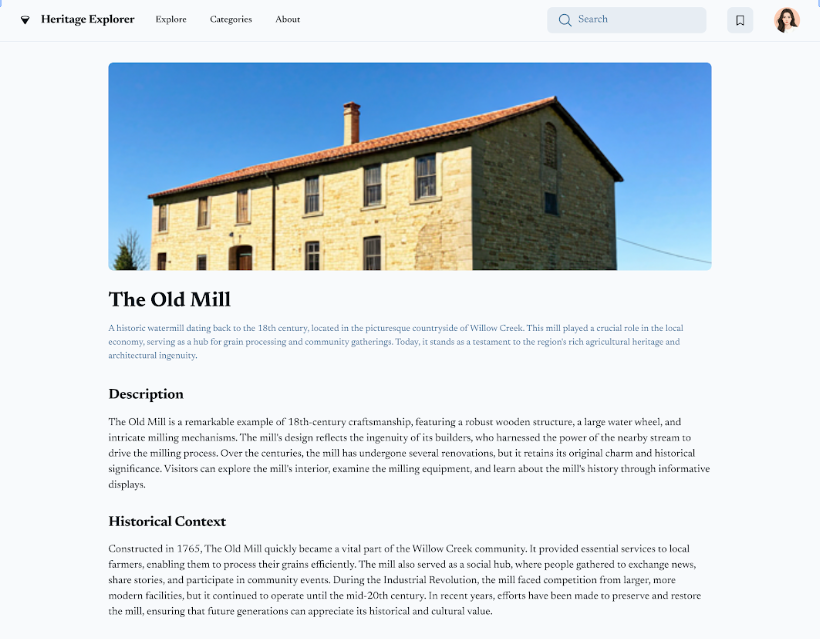 Heritage Explorer Explore Categories About Search
The Old Mill
A historic watermill dating back to the 18th century, located in the picturesque countryside of Willow Creek. This mill played a crucial role in the local
economy, serving as a hub for grain processing and community gatherings. Today, it stands as a testament to the region's rich agricultural heritage and
architectural ingenuity.
Description
The Old Mill is a remarkable example of 18th-century craftsmanship, featuring a robust wooden structure, a large water wheel, and
intricate milling mechanisms. The mill's design reflects the ingenuity of its builders, who harnessed the power of the nearby stream to
drive the milling process. Over the centuries, the mill has undergone several renovations, but it retains its original charm and historical
significance. Visitors can explore the mill's interior, examine the milling equipment, and learn about the mill's history through informative
displays.
Historical Context
Constructed in 1765, The Old Mill quickly became a vital part of the Willow Creek community. It provided essential services to local
farmers, enabling them to process their grains efficiently. The mill also served as a social hub, where people gathered to exchange news,
share stories, and participate in community events. During the Industrial Revolution, the mill faced competition from larger, more
modern facilities, but it continued to operate until the mid-20th century. In recent years, efforts have been made to preserve and restore
the mill, ensuring that future generations can appreciate its historical and cultural value.